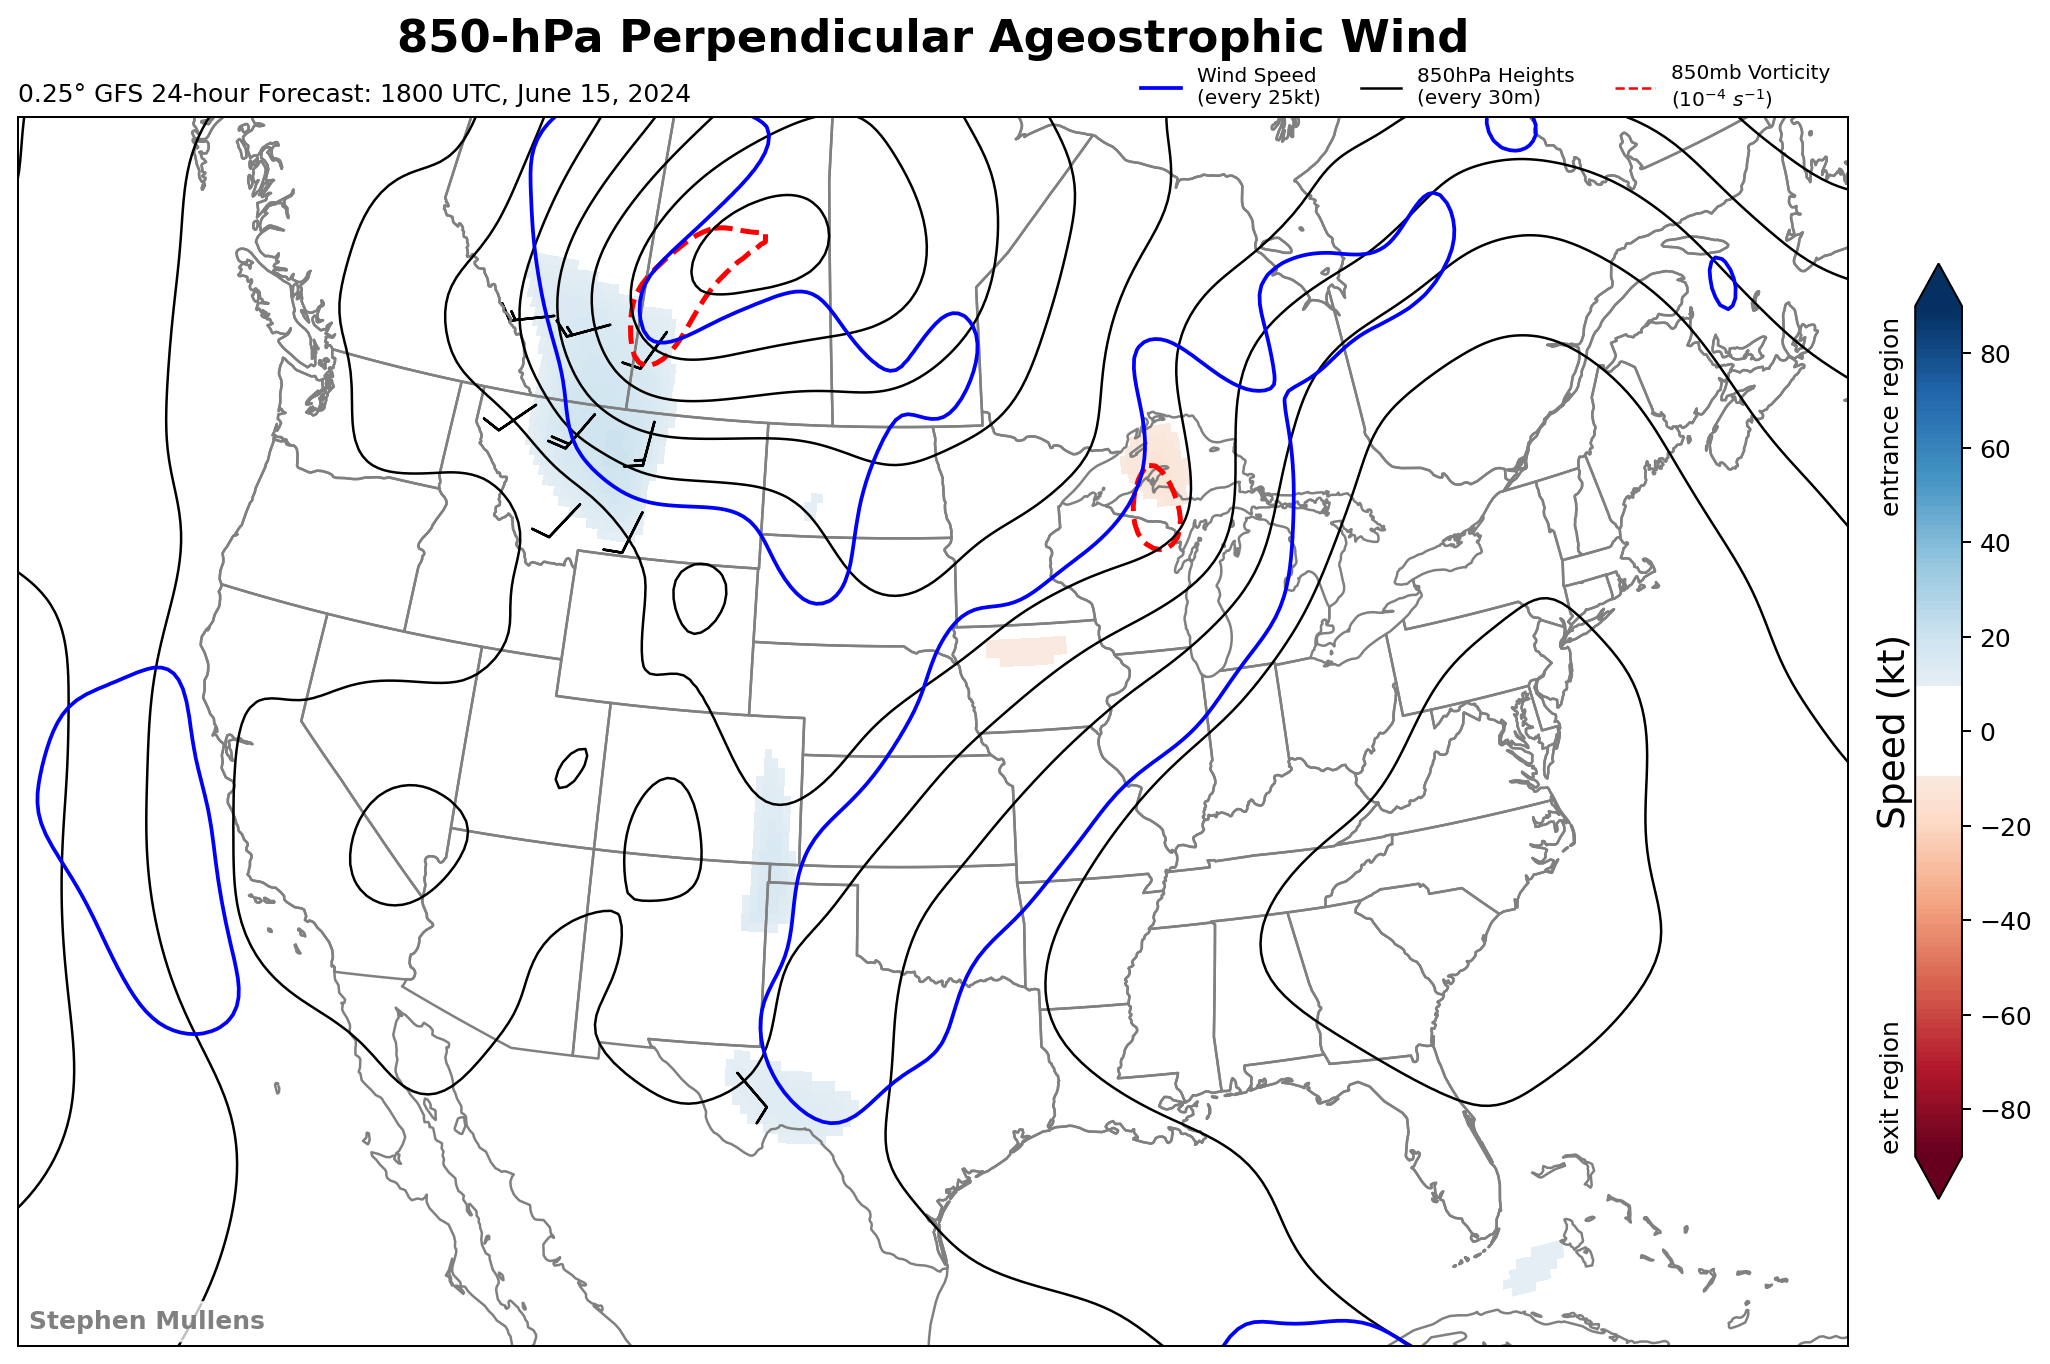 850-hPa Perpendicular Ageostrophic Wind
0.25° GFS 24-hour Forecast: 1800 UTC, June 15, 2024
Wind Speed
(every 25kt)
850hPa Heights
(every 30m)
850mb Vorticity
(10⁻⁴ s⁻¹)
entrance region
Speed (kt)
exit region
80
60
40
20
0
−20
−40
−60
−80
Stephen Mullens